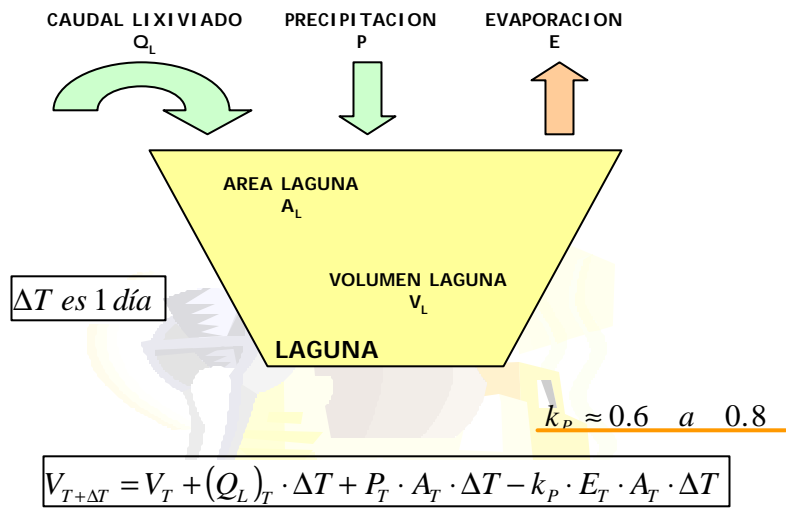 CAUDAL LIXIVIADO
Q_L
PRECIPITACION
P
EVAPORACION
E
AREA LAGUNA
A_L
VOLUMEN LAGUNA
V_L
ΔT es 1 día
LAGUNA
k_P ≈ 0.6 a 0.8
V_{T+ΔT} = V_T + (Q_L)_T · ΔT + P_T · A_T · ΔT − k_P · E_T · A_T · ΔT